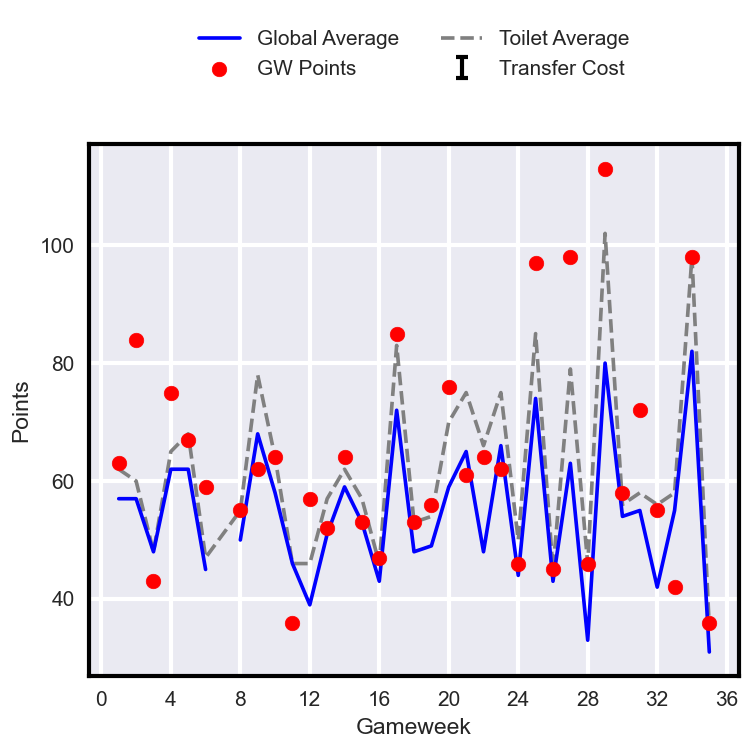 Global Average
Toilet Average
GW Points
Transfer Cost
Points
100
80
60
40
0 4 8 12 16 20 24 28 32 36
Gameweek